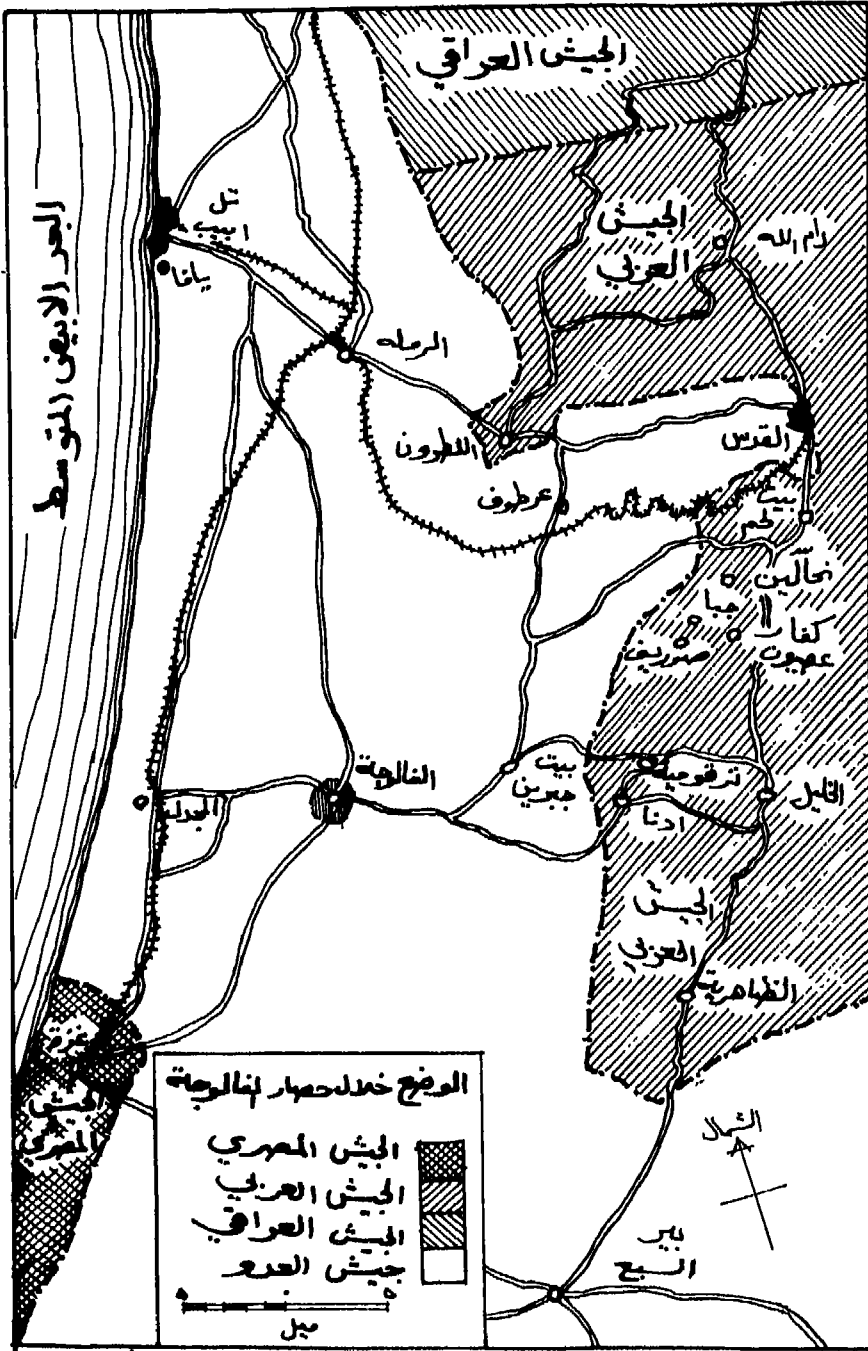 الجيش العراقي
البحر الابيض المتوسط
تل
ابيب
يافا
الجيش
العربي
رام الله
الرمله
اللطرون
القدس
عرطوف
بيت
لحم
نحالين
جبا
كفار
عصيون
صوريف
الفالوجة
المجدل
بيت
جبرين
ترقوميا
ادنا
الخليل
الجيش
العربي
الظاهرية
غزة
الجيش
المصري
الوضع خلال حصار الفالوجة
الجيش المصري
الجيش العربي
الجيش العراقي
جيش العدو
ميل
الشمال
بير
السبع